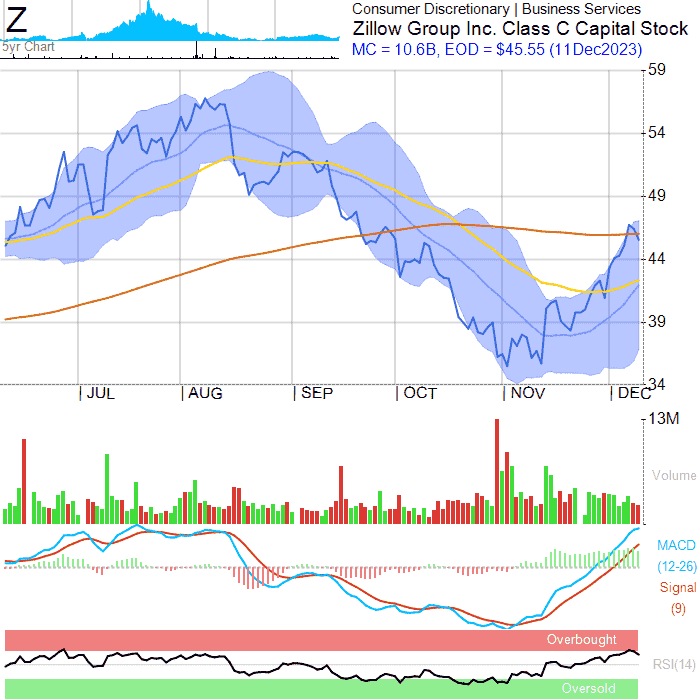 Z
5yr Chart
Consumer Discretionary | Business Services
Zillow Group Inc. Class C Capital Stock
MC = 10.6B, EOD = $45.55 (11Dec2023)
59
54
49
44
39
34
JUL
AUG
SEP
OCT
NOV
DEC
13M
Volume
MACD
(12-26)
Signal
(9)
Overbought
RSI(14)
Oversold